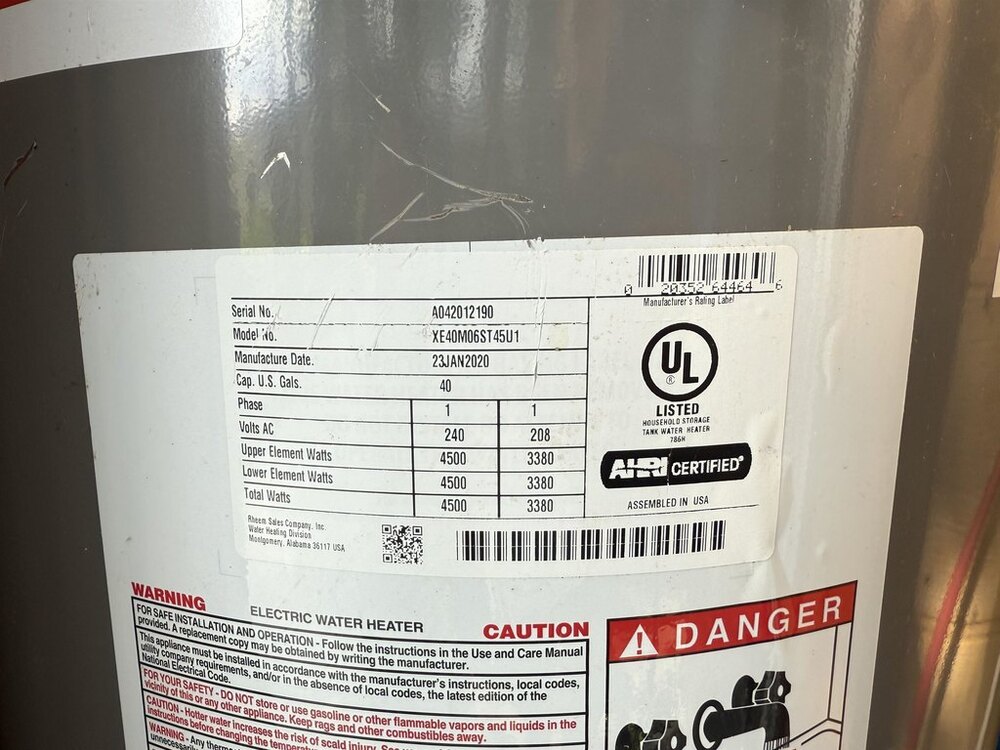 0 20352 64464 6
Manufacturer's Rating Label
Serial No. A042012190
Model No. XE40M06ST45U1
Manufacture Date. 23JAN2020
Cap. U.S. Gals. 40
Phase 1 1
Volts AC 240 208
Upper Element Watts 4500 3380
Lower Element Watts 4500 3380
Total Watts 4500 3380
UL
®
LISTED
HOUSEHOLD STORAGE
TANK WATER HEATER
786H
AHRI CERTIFIED®
ASSEMBLED IN USA
Rheem Sales Company, Inc.
Water Heating Division
Montgomery, Alabama 36117 USA
WARNING ELECTRIC WATER HEATER CAUTION
FOR SAFE INSTALLATION AND OPERATION - Follow the instructions in the Use and Care Manual
provided. A replacement copy may be obtained by writing the manufacturer.
This appliance must be installed in accordance with the manufacturer's instructions, local codes,
utility company requirements, and/or in the absence of local codes, the latest edition of the
National Electrical Code.
FOR YOUR SAFETY - DO NOT store or use gasoline or other flammable vapors and liquids in the
vicinity of this or any other appliance. Keep rags and other combustibles away.
CAUTION - Hotter water increases the risk of scald injury.
instructions before changing the
WARNING - Any
DANGER